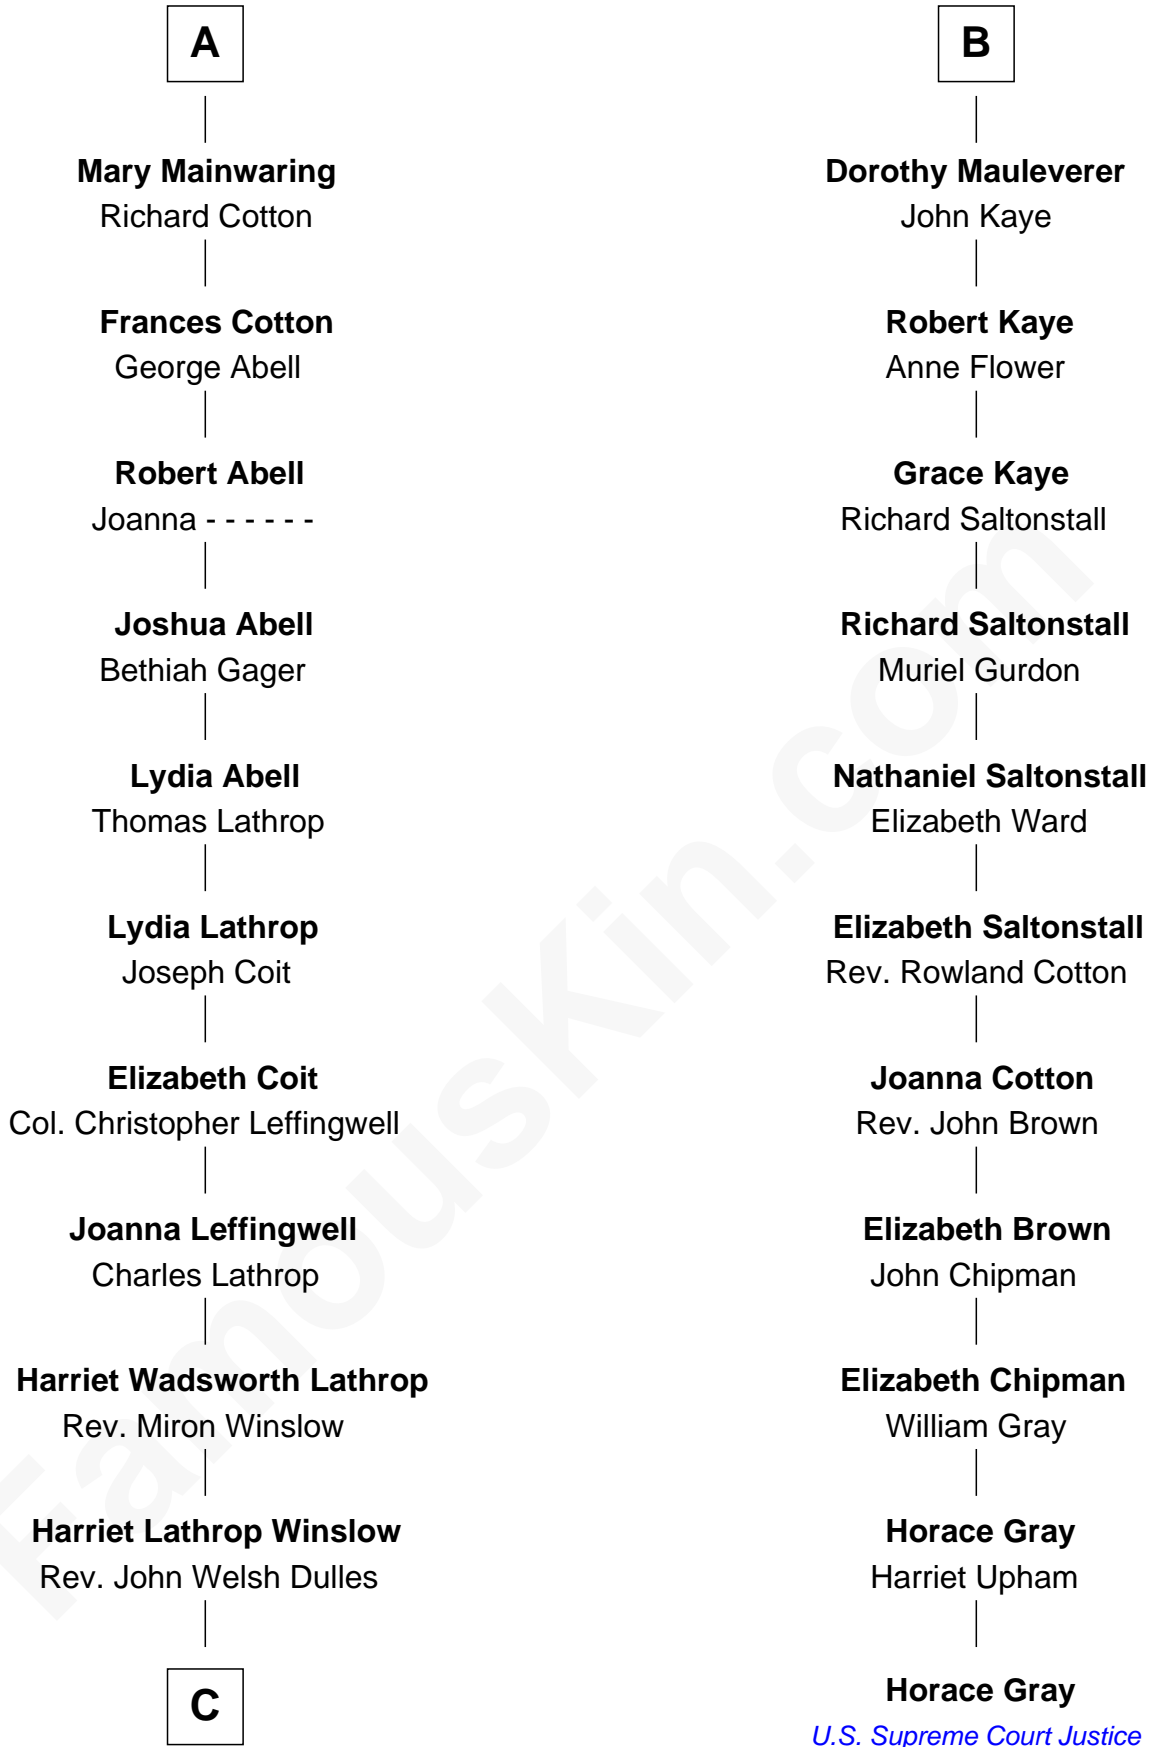 A
Mary Mainwaring
Richard Cotton
Frances Cotton
George Abell
Robert Abell
Joanna - - - - - -
Joshua Abell
Bethiah Gager
Lydia Abell
Thomas Lathrop
Lydia Lathrop
Joseph Coit
Elizabeth Coit
Col. Christopher Leffingwell
Joanna Leffingwell
Charles Lathrop
Harriet Wadsworth Lathrop
Rev. Miron Winslow
Harriet Lathrop Winslow
Rev. John Welsh Dulles
C
B
Dorothy Mauleverer
John Kaye
Robert Kaye
Anne Flower
Grace Kaye
Richard Saltonstall
Richard Saltonstall
Muriel Gurdon
Nathaniel Saltonstall
Elizabeth Ward
Elizabeth Saltonstall
Rev. Rowland Cotton
Joanna Cotton
Rev. John Brown
Elizabeth Brown
John Chipman
Elizabeth Chipman
William Gray
Horace Gray
Harriet Upham
Horace Gray
U.S. Supreme Court Justice
FamousKin.com